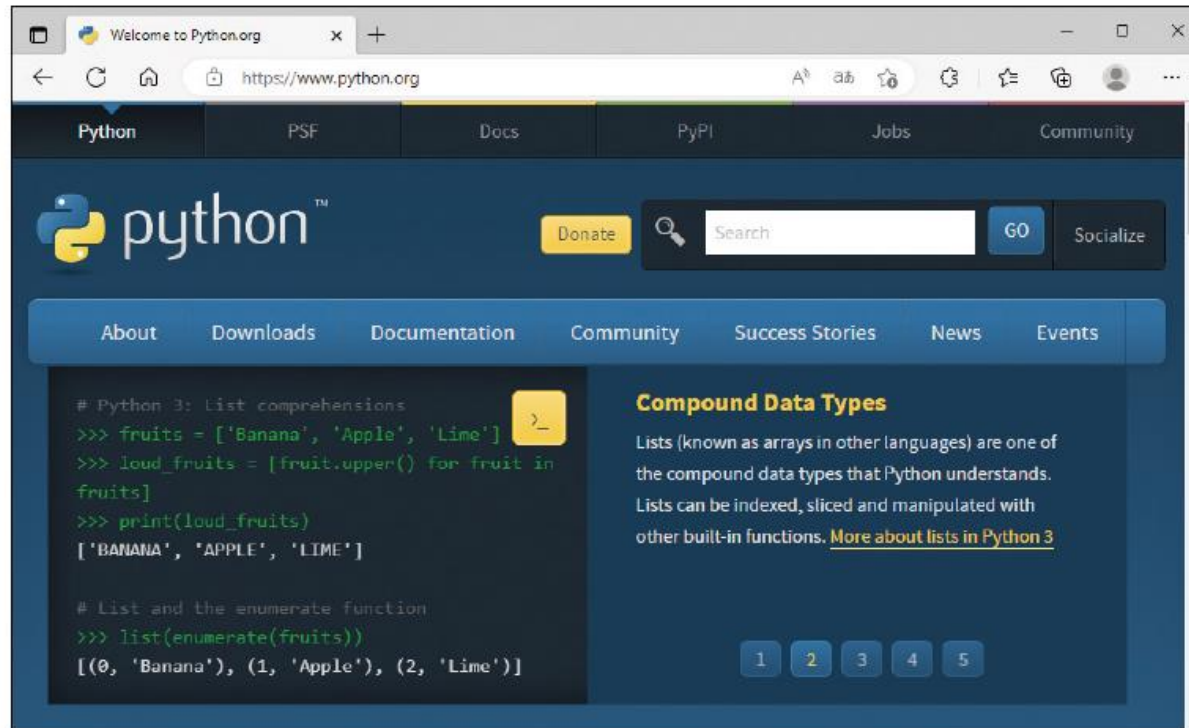 Welcome to Python.org
https://www.python.org
Python PSF Docs PyPI Jobs Community
python™
Donate Search GO Socialize
About Downloads Documentation Community Success Stories News Events
# Python 3: List comprehensions
>>> fruits = ['Banana', 'Apple', 'Lime']
>>> loud_fruits = [fruit.upper() for fruit in
fruits]
>>> print(loud_fruits)
['BANANA', 'APPLE', 'LIME']
# List and the enumerate function
>>> list(enumerate(fruits))
[(0, 'Banana'), (1, 'Apple'), (2, 'Lime')]
>_
Compound Data Types
Lists (known as arrays in other languages) are one of
the compound data types that Python understands.
Lists can be indexed, sliced and manipulated with
other built-in functions. More about lists in Python 3
1 2 3 4 5